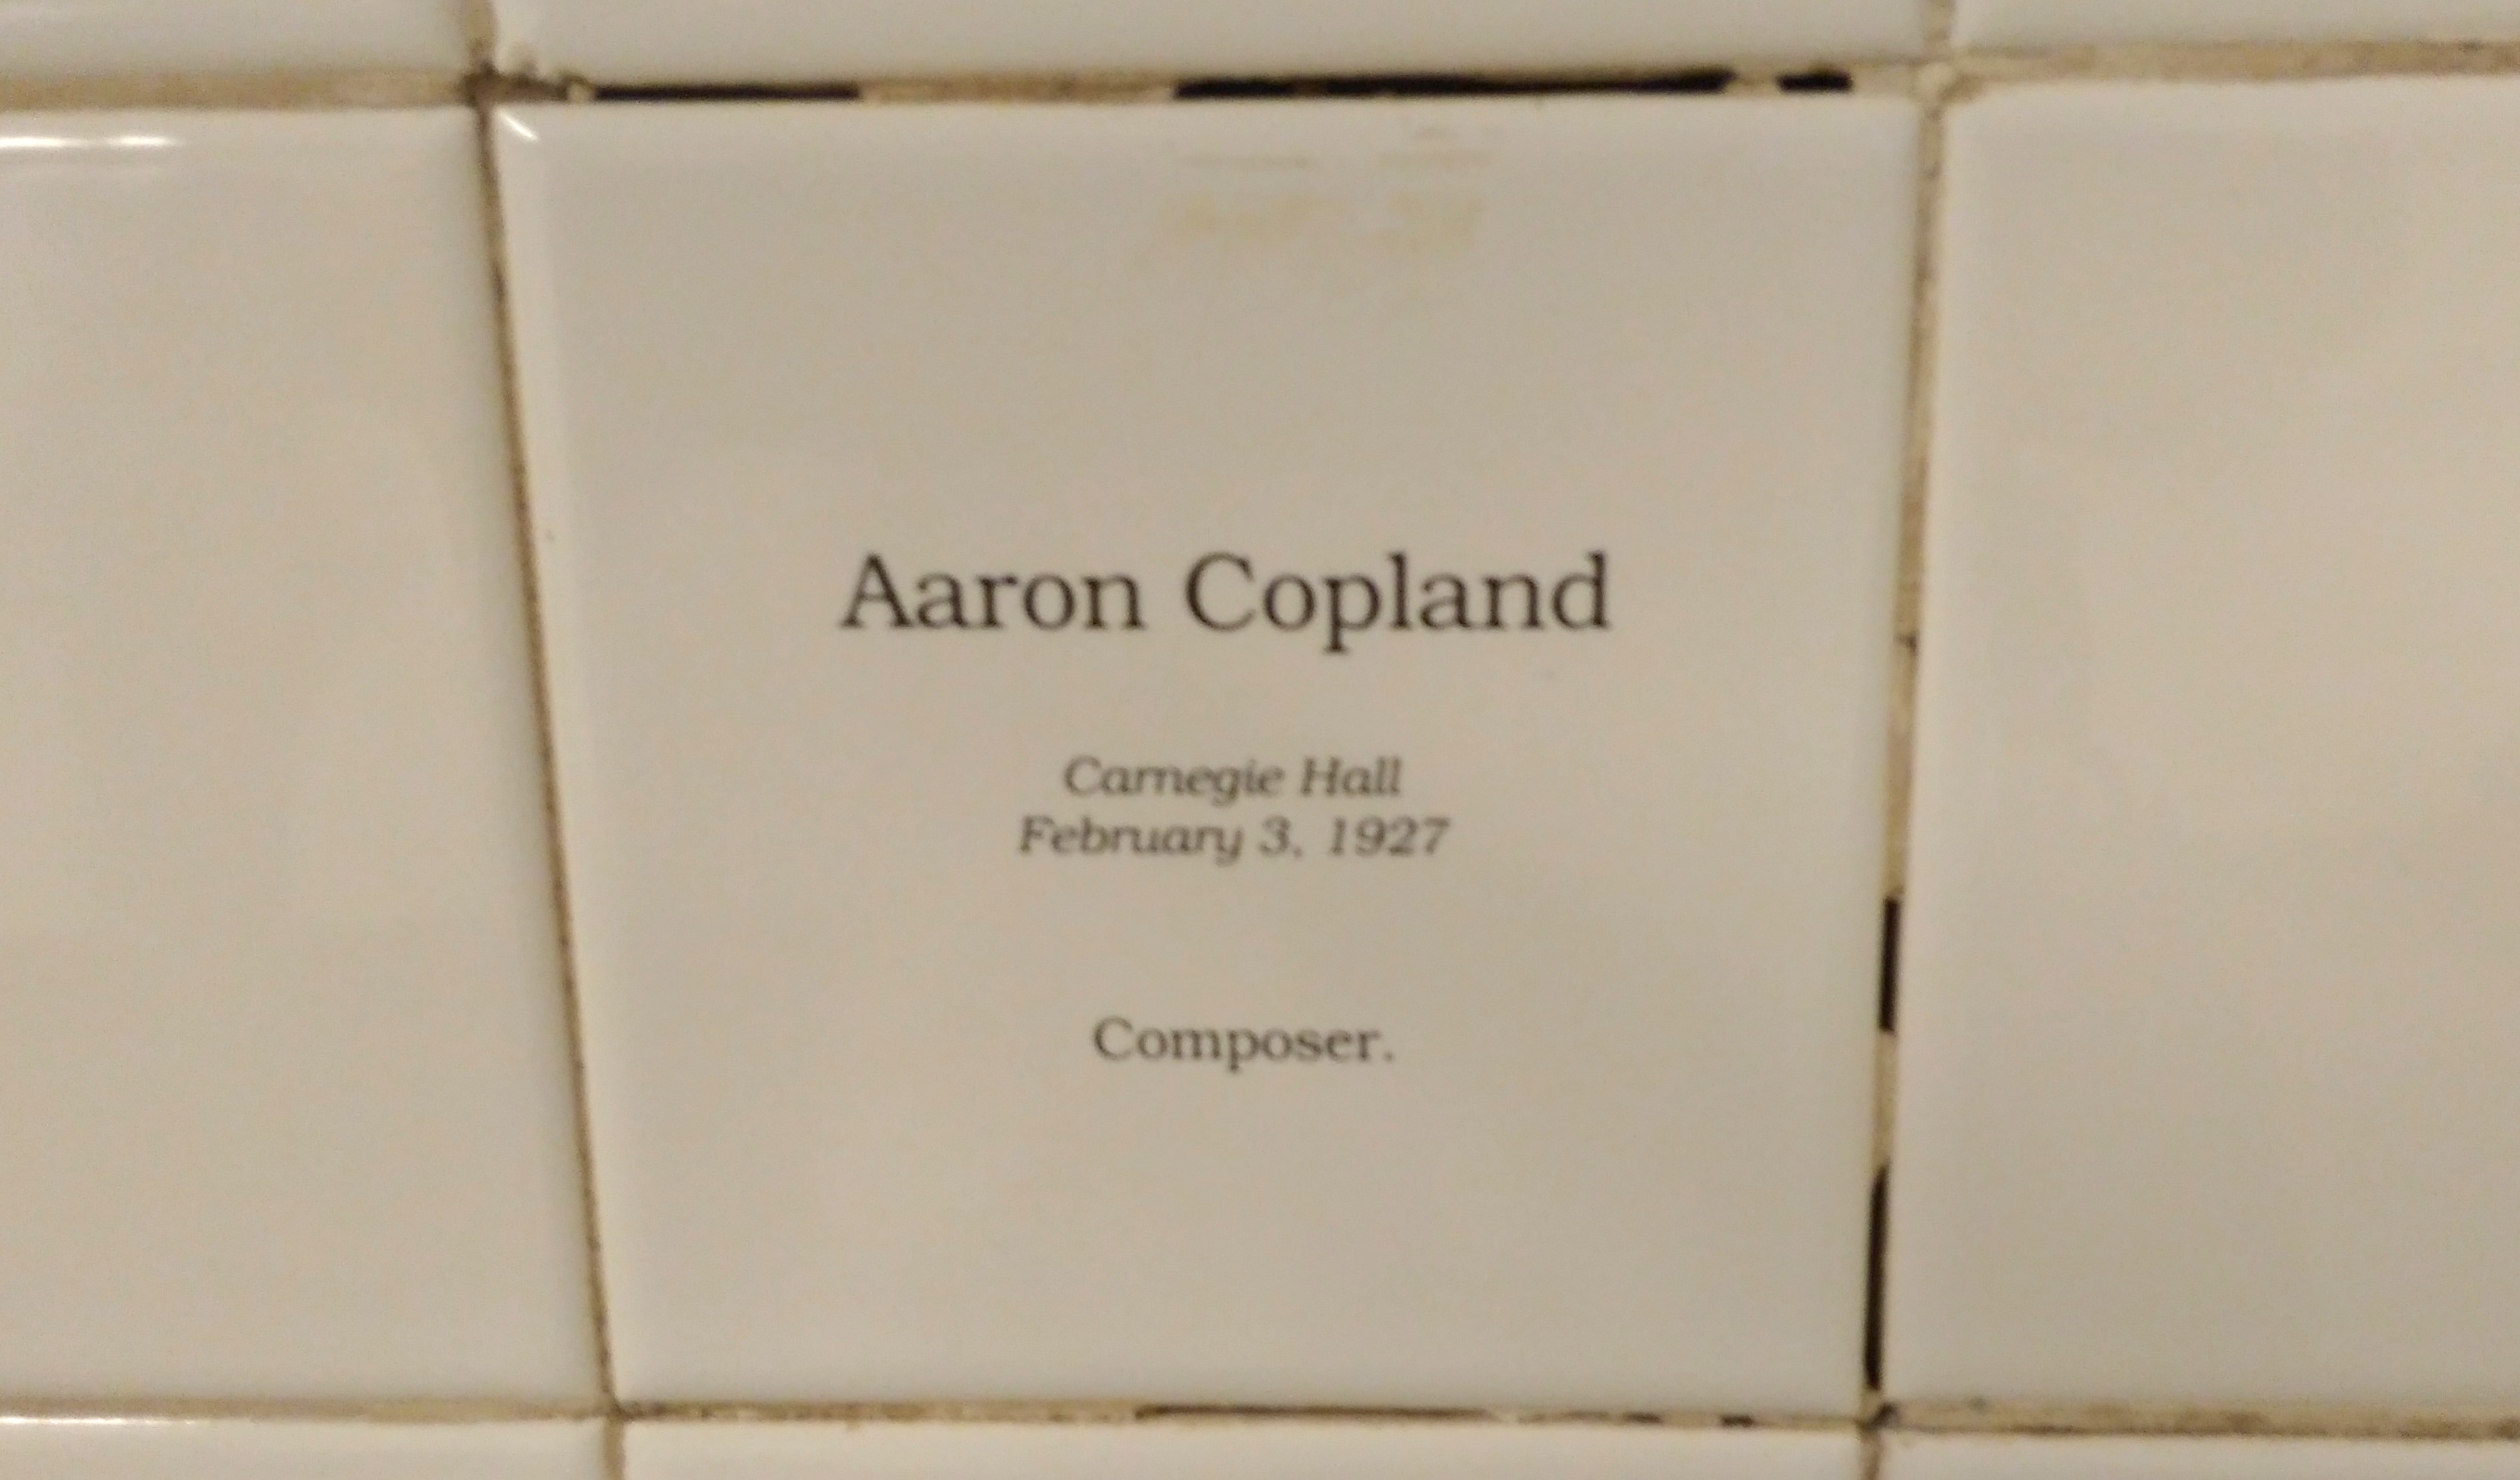 Aaron Copland
Carnegie Hall
February 3, 1927
Composer.